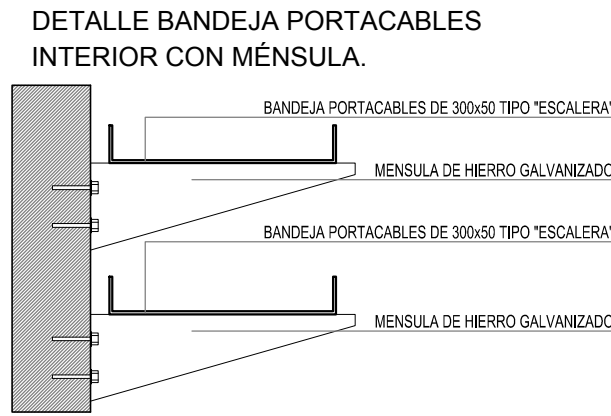 DETALLE BANDEJA PORTACABLES
INTERIOR CON MÉNSULA.
BANDEJA PORTACABLES DE 300x50 TIPO "ESCALERA"
MENSULA DE HIERRO GALVANIZADO
BANDEJA PORTACABLES DE 300x50 TIPO "ESCALERA"
MENSULA DE HIERRO GALVANIZADO